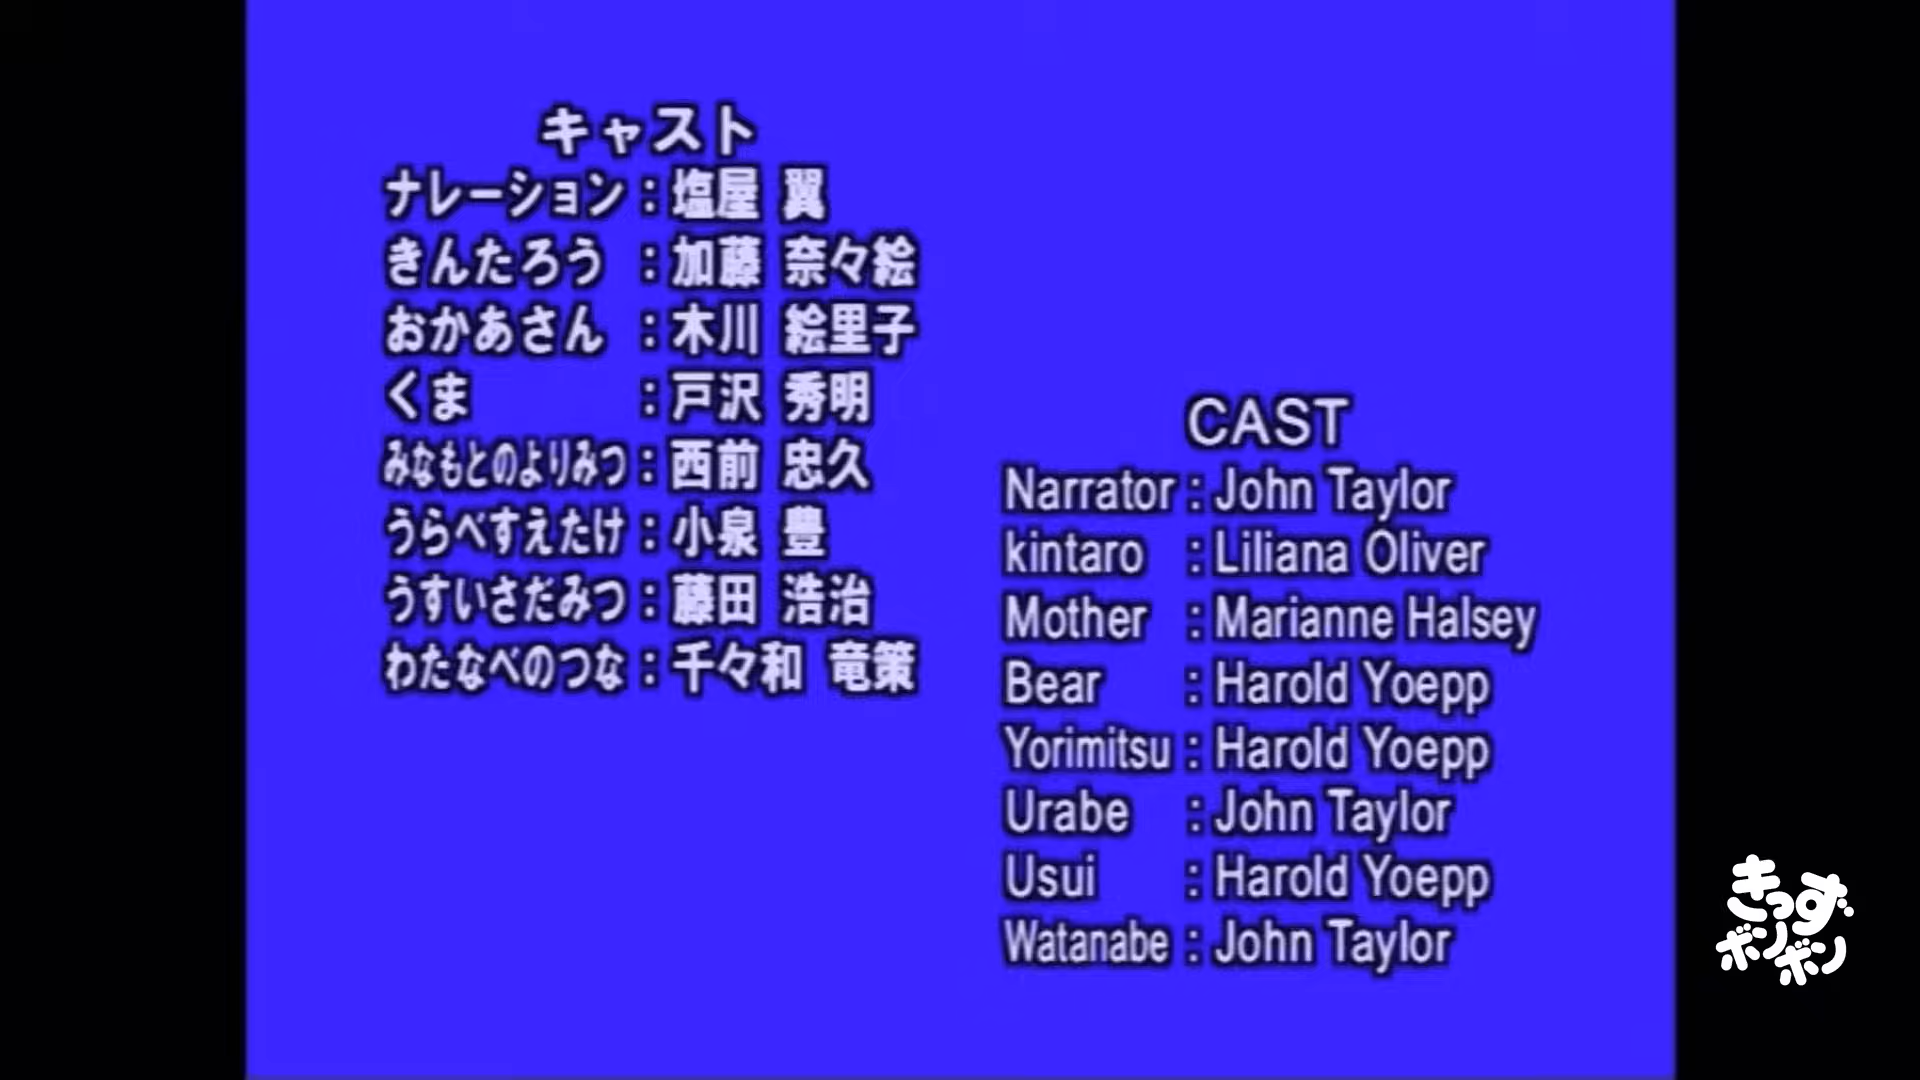 キャスト
ナレーション：塩屋 翼
きんたろう ：加藤 奈々絵
おかあさん ：木川 絵里子
くま ：戸沢 秀明
みなもとのよりみつ：西前 忠久
うらべすえたけ：小泉 豊
うすいさだみつ：藤田 浩治
わたなべのつな：千々和 竜策
CAST
Narrator : John Taylor
kintaro : Liliana Oliver
Mother : Marianne Halsey
Bear : Harold Yoepp
Yorimitsu : Harold Yoepp
Urabe : John Taylor
Usui : Harold Yoepp
Watanabe : John Taylor
きっず
ボンボン